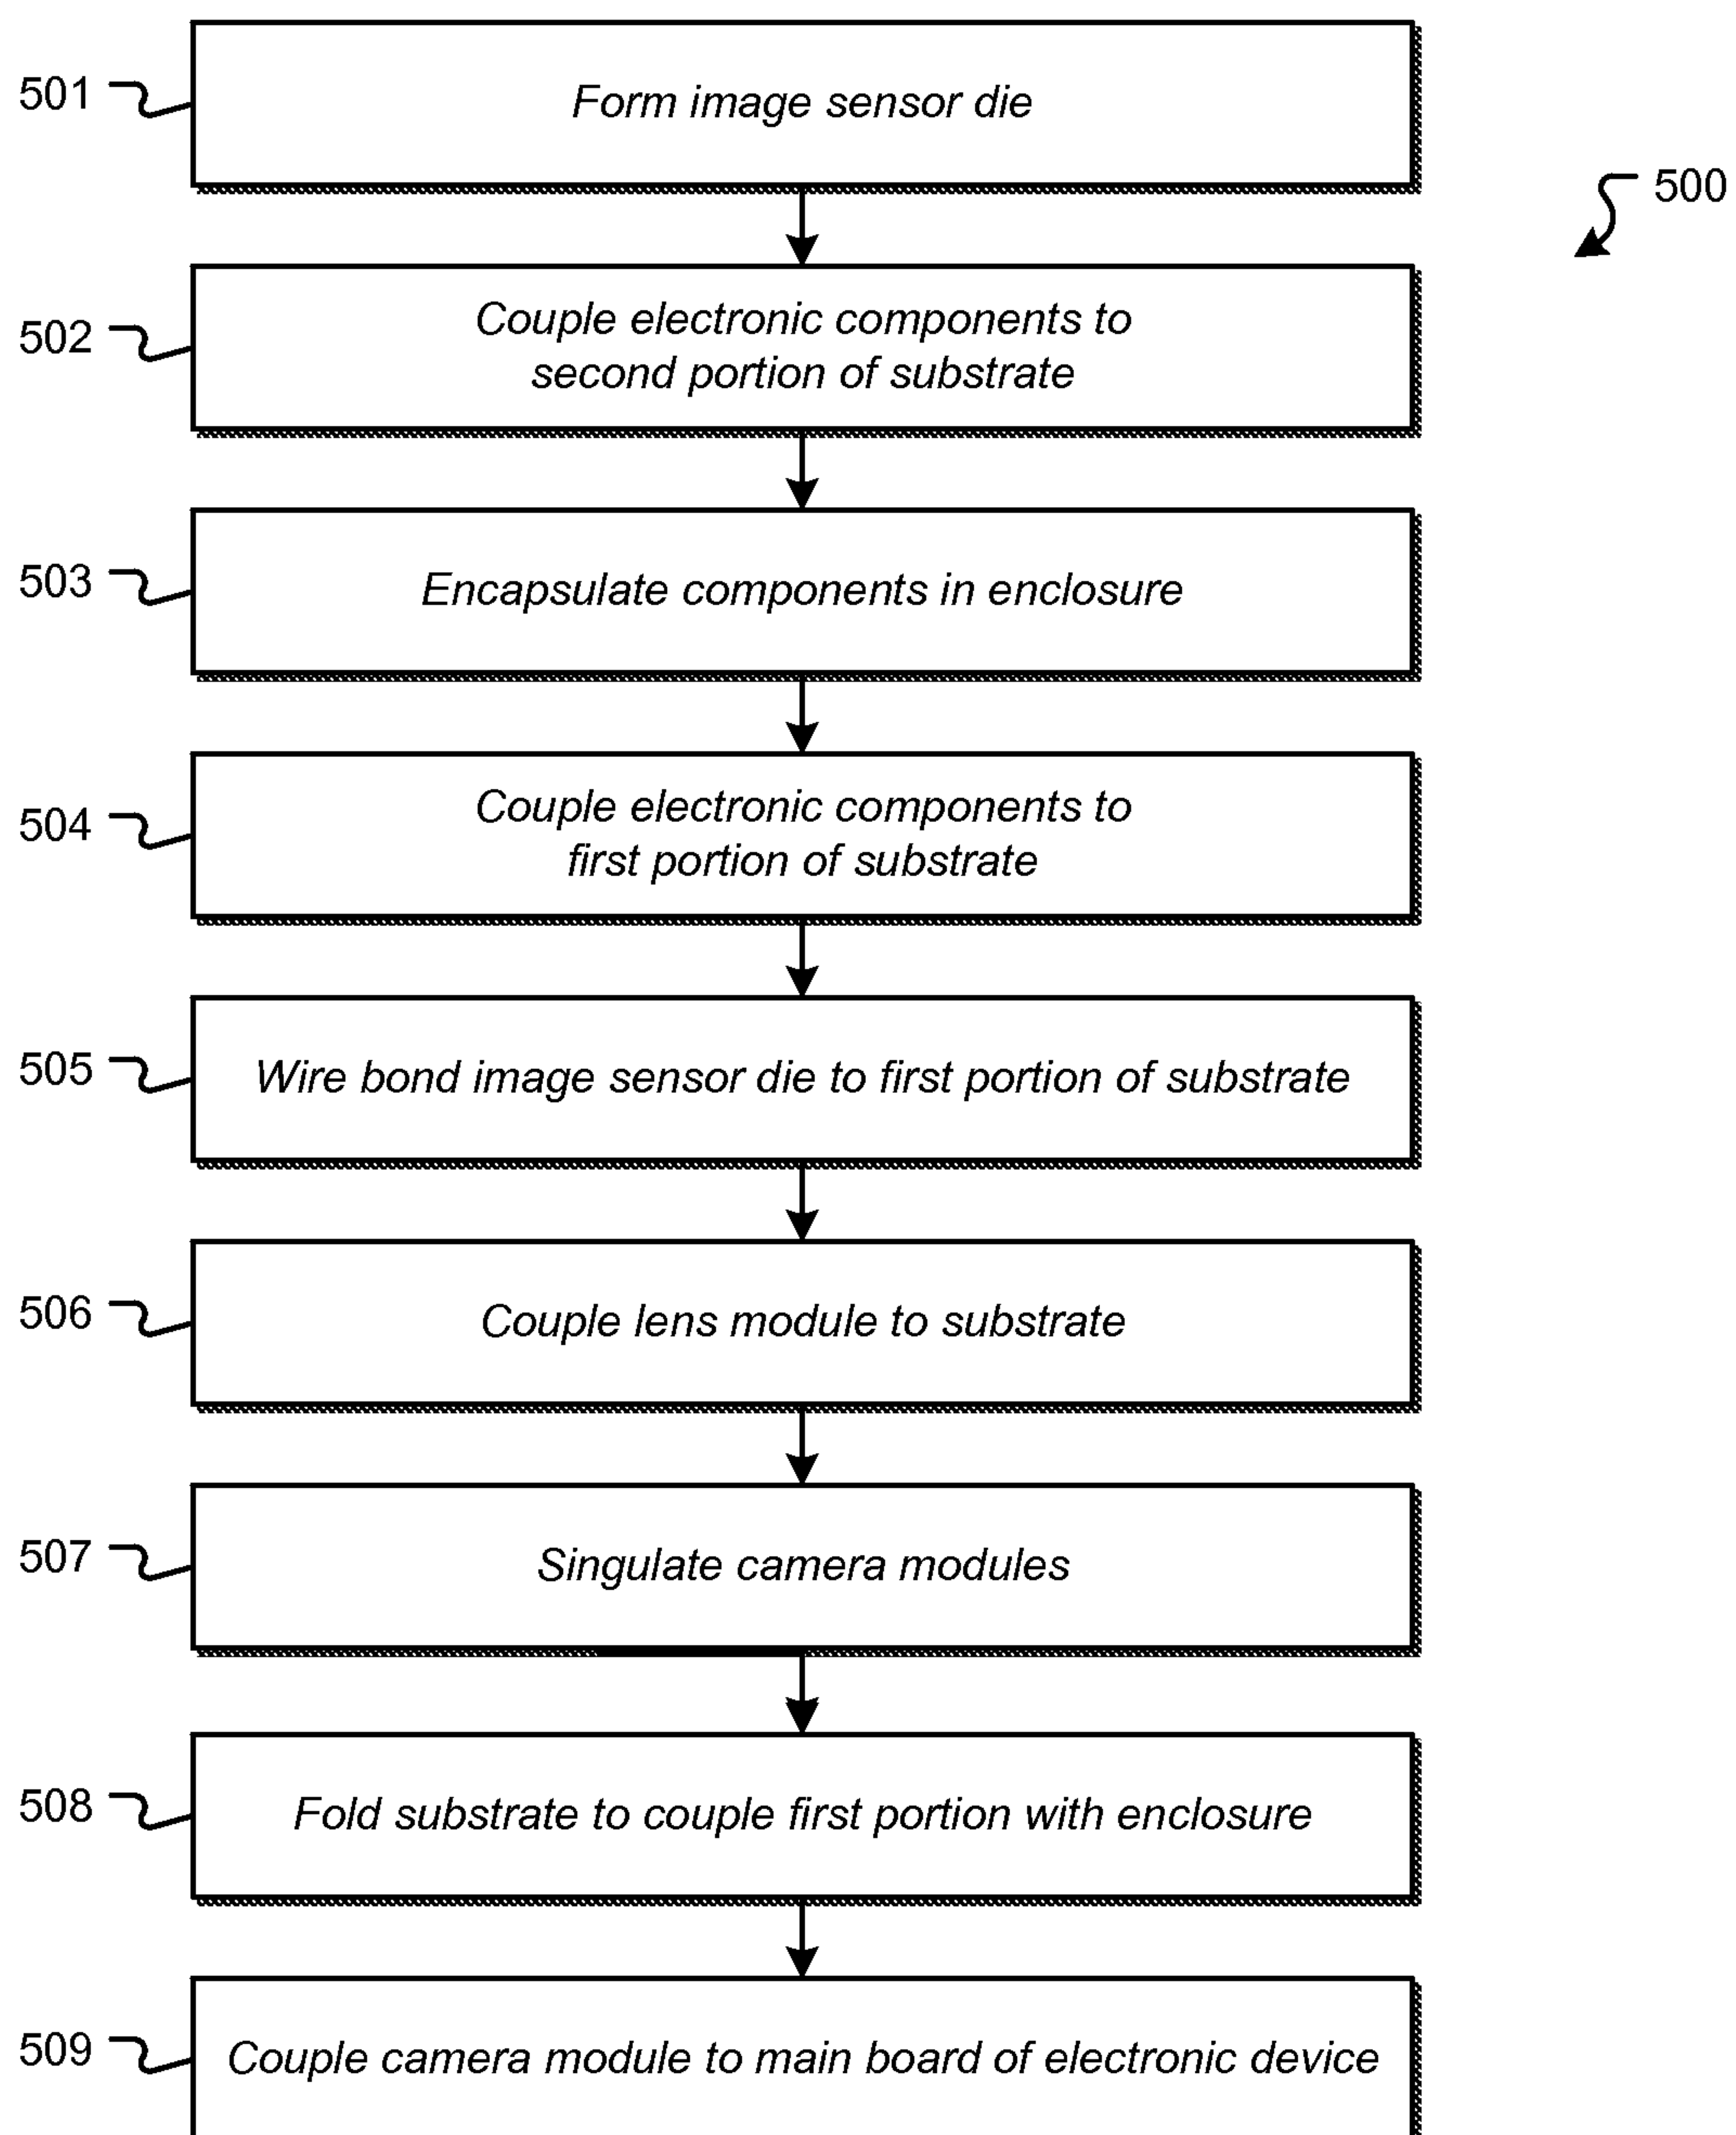 501
Form image sensor die
500
502
Couple electronic components to
second portion of substrate
503
Encapsulate components in enclosure
504
Couple electronic components to
first portion of substrate
505
Wire bond image sensor die to first portion of substrate
506
Couple lens module to substrate
507
Singulate camera modules
508
Fold substrate to couple first portion with enclosure
509
Couple camera module to main board of electronic device